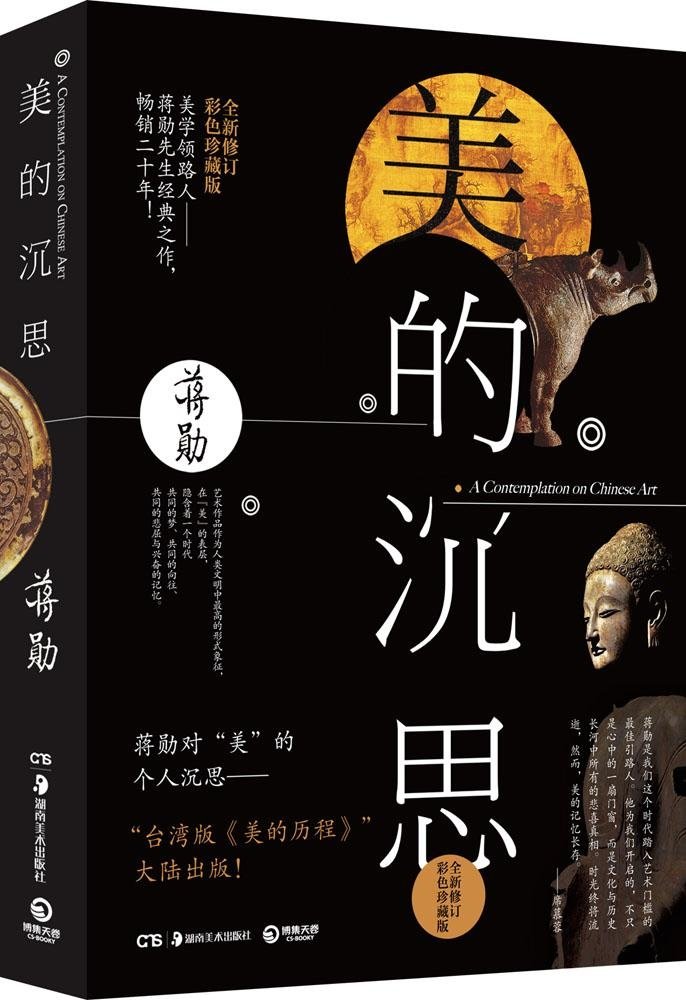 美的沉思
A CONTEMPLATION ON CHINESE ART
蒋勋
CNS
湖南美术出版社
博集天卷
CS-BOOKY
全新修订
彩色珍藏版
美学领路人——
蒋勋先生经典之作，
畅销二十年！
美的沉思
A Contemplation on Chinese Art
蒋勋
艺术作品作为人类文明中最高的形式象征，
在『美』的表层，
隐含着一个时代
共同的梦、共同的向往、
共同的悲屈与兴奋的记忆。
蒋勋对“美”的
个人沉思——
“台湾版《美的历程》”
大陆出版！
全新修订
彩色珍藏版
蒋勋是我们这个时代踏入艺术门槛的
最佳引路人。他为我们开启的，不只
是心中的一扇门窗，而是文化与历史
长河中所有的悲喜真相。时光终将流
逝，然而，美的记忆长存。
——席慕蓉
CNS
湖南美术出版社
博集天卷
CS-BOOKY